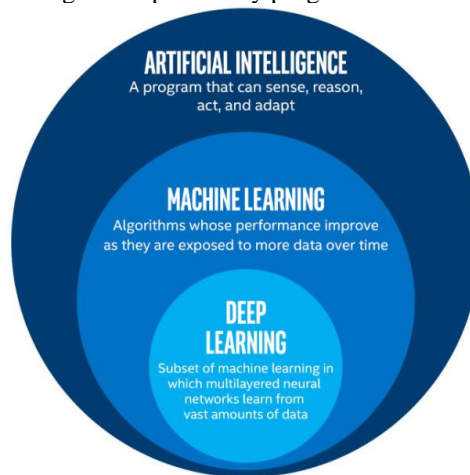 ARTIFICIAL INTELLIGENCE
A program that can sense, reason,
act, and adapt
MACHINE LEARNING
Algorithms whose performance improve
as they are exposed to more data over time
DEEP
LEARNING
Subset of machine learning in
which multilayered neural
networks learn from
vast amounts of data